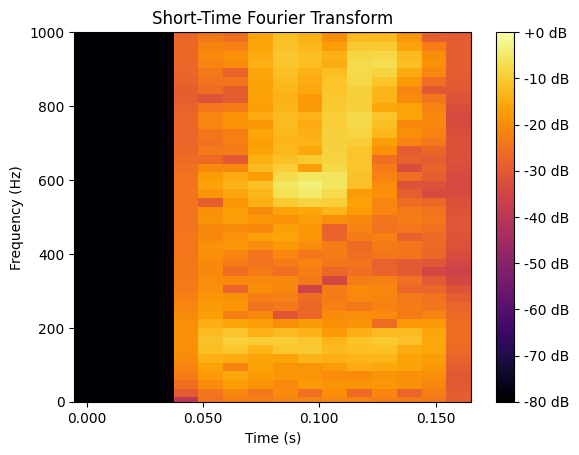 Short-Time Fourier Transform
1000
800
600
400
200
0
Frequency (Hz)
0.000
0.050
0.100
0.150
Time (s)
+0 dB
-10 dB
-20 dB
-30 dB
-40 dB
-50 dB
-60 dB
-70 dB
-80 dB